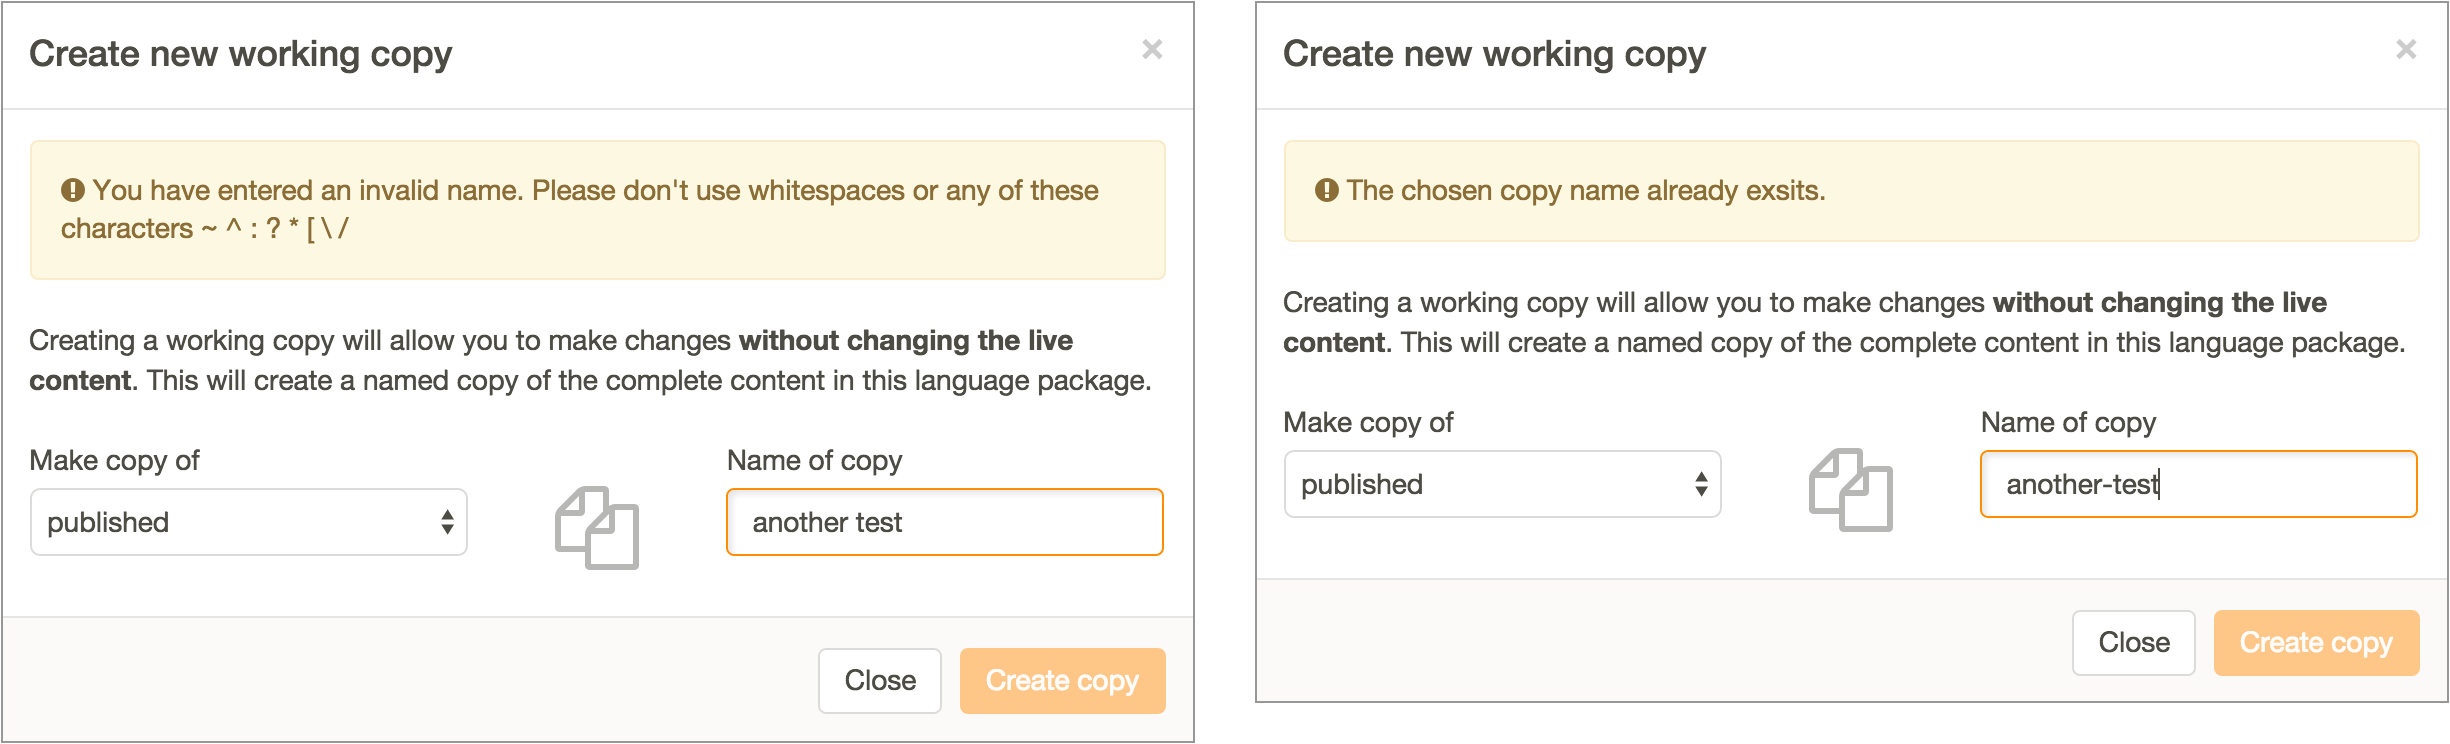 Create new working copy
×
You have entered an invalid name. Please don't use whitespaces or any of these
characters ~ ^ : ? * [ \ /
Creating a working copy will allow you to make changes without changing the live
content. This will create a named copy of the complete content in this language package.
Make copy of
Name of copy
published
another test
Close
Create copy
Create new working copy
×
The chosen copy name already exsits.
Creating a working copy will allow you to make changes without changing the live
content. This will create a named copy of the complete content in this language package.
Make copy of
Name of copy
published
another-test
Close
Create copy